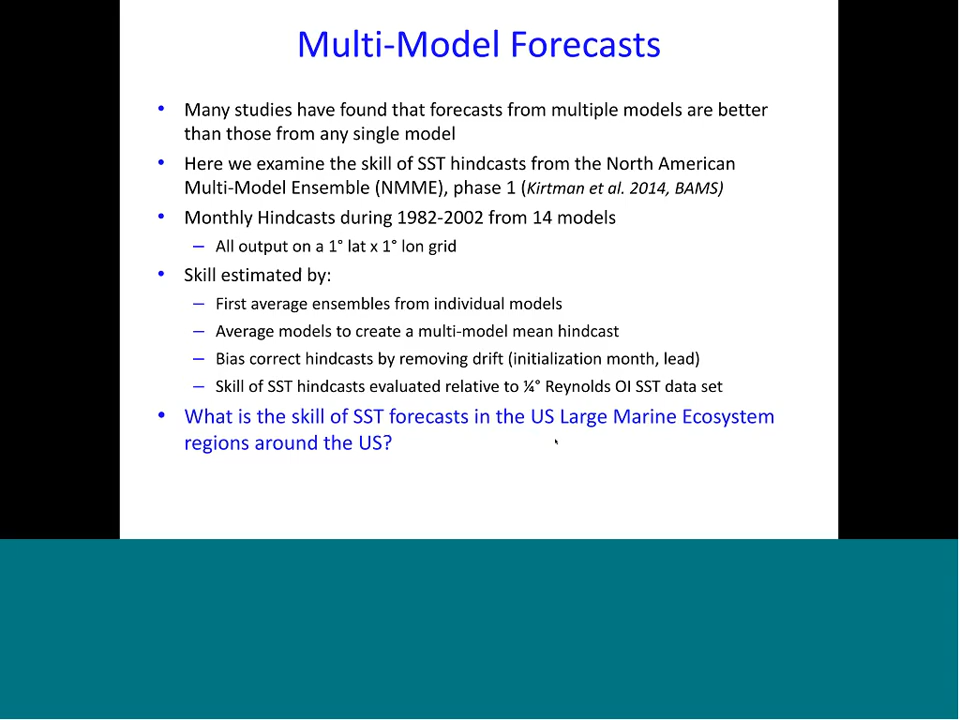 Multi-Model Forecasts
• Many studies have found that forecasts from multiple models are better
than those from any single model
• Here we examine the skill of SST hindcasts from the North American
Multi-Model Ensemble (NMME), phase 1 (Kirtman et al. 2014, BAMS)
• Monthly Hindcasts during 1982-2002 from 14 models
– All output on a 1° lat x 1° lon grid
• Skill estimated by:
– First average ensembles from individual models
– Average models to create a multi-model mean hindcast
– Bias correct hindcasts by removing drift (initialization month, lead)
– Skill of SST hindcasts evaluated relative to ¼° Reynolds OI SST data set
• What is the skill of SST forecasts in the US Large Marine Ecosystem
regions around the US?